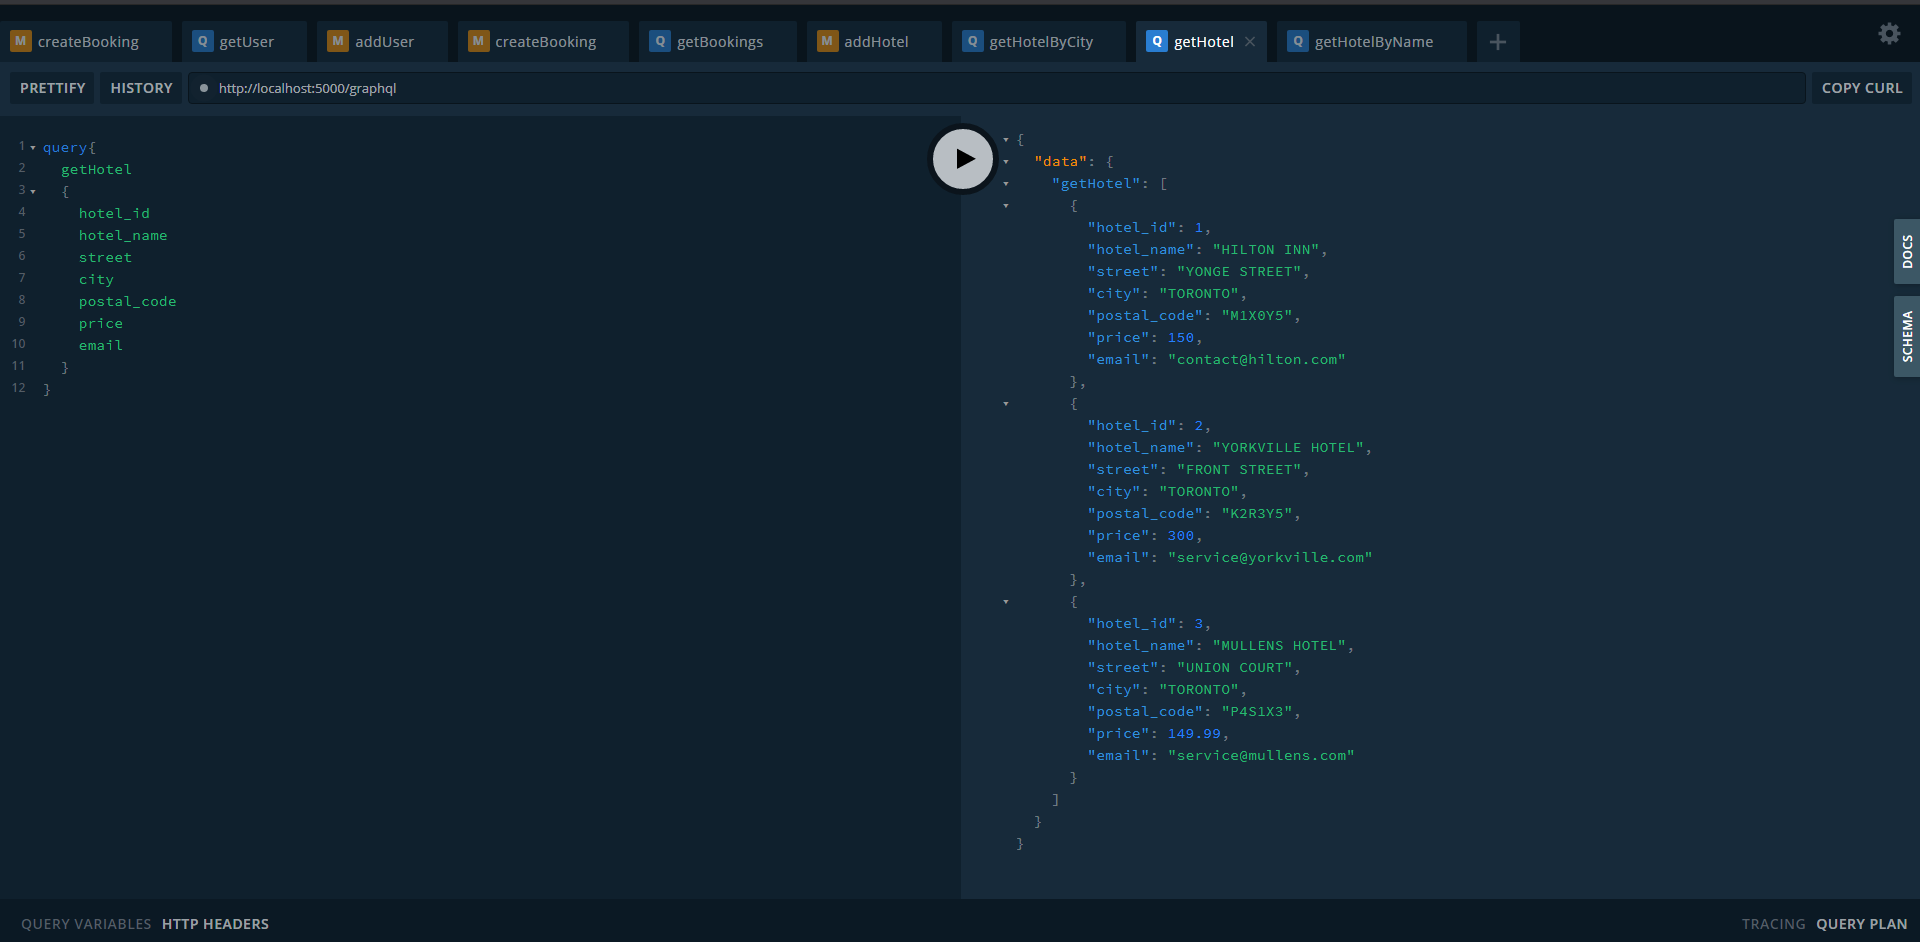 M createBooking Q getUser M addUser M createBooking Q getBookings M addHotel Q getHotelByCity Q getHotel × Q getHotelByName +
PRETTIFY HISTORY http://localhost:5000/graphql COPY CURL
1 query{
2 getHotel
3 {
4 hotel_id
5 hotel_name
6 street
7 city
8 postal_code
9 price
10 email
11 }
12 }
{
"data": {
"getHotel": [
{
"hotel_id": 1,
"hotel_name": "HILTON INN",
"street": "YONGE STREET",
"city": "TORONTO",
"postal_code": "M1X0Y5",
"price": 150,
"email": "contact@hilton.com"
},
{
"hotel_id": 2,
"hotel_name": "YORKVILLE HOTEL",
"street": "FRONT STREET",
"city": "TORONTO",
"postal_code": "K2R3Y5",
"price": 300,
"email": "service@yorkville.com"
},
{
"hotel_id": 3,
"hotel_name": "MULLENS HOTEL",
"street": "UNION COURT",
"city": "TORONTO",
"postal_code": "P4S1X3",
"price": 149.99,
"email": "service@mullens.com"
}
]
}
}
DOCS
SCHEMA
QUERY VARIABLES HTTP HEADERS TRACING QUERY PLAN